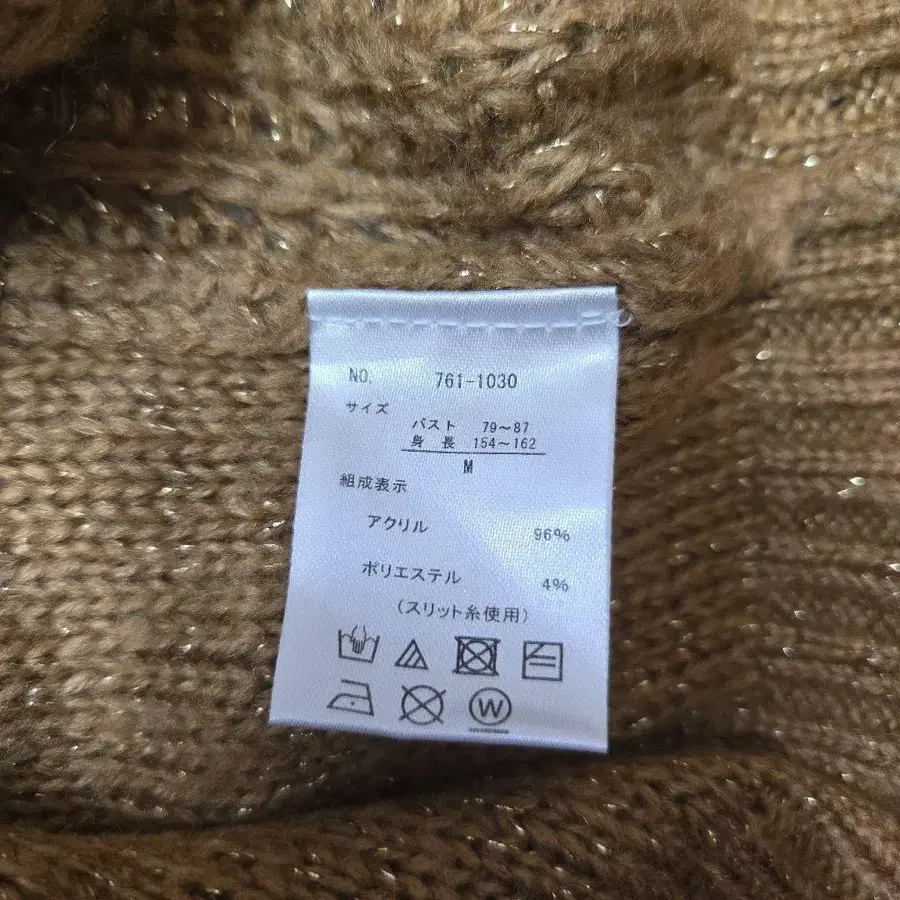 NO. 761-1030
サイズ
バスト 79～87
身長 154～162
M
組成表示
アクリル 96%
ポリエステル 4%
(スリット糸使用)
W